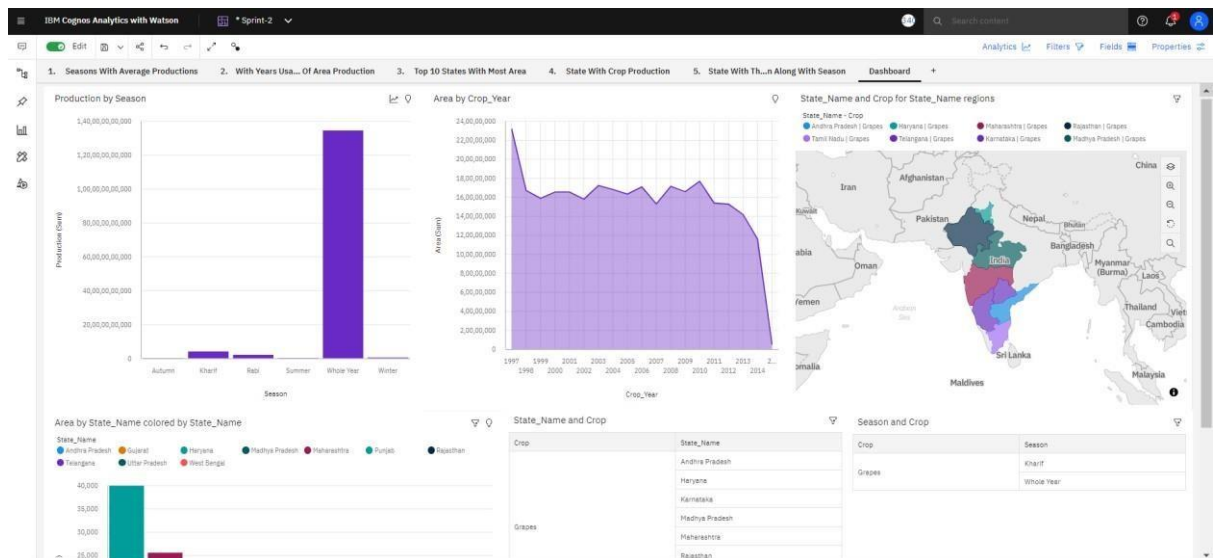 IBM Cognos Analytics with Watson
* Sprint-2
Search content
Edit
Analytics
Filters
Fields
Properties
1. Seasons With Average Productions
2. With Years Usa... Of Area Production
3. Top 10 States With Most Area
4. State With Crop Production
5. State With Th...n Along With Season
Dashboard
+
Production by Season
1,40,00,00,00,000
1,20,00,00,00,000
1,00,00,00,00,000
80,00,00,00,000
60,00,00,00,000
40,00,00,00,000
20,00,00,00,000
0
Production (Sum)
Autumn Kharif Rabi Summer Whole Year Winter
Season
Area by Crop_Year
24,00,00,000
22,00,00,000
20,00,00,000
18,00,00,000
16,00,00,000
14,00,00,000
12,00,00,000
10,00,00,000
8,00,00,000
6,00,00,000
4,00,00,000
2,00,00,000
0
Area (Sum)
1997 1999 2001 2003 2005 2007 2009 2011 2013 2...
1998 2000 2002 2004 2006 2008 2010 2012 2014
Crop_Year
State_Name and Crop for State_Name regions
State_Name - Crop
Andhra Pradesh | Grapes Haryana | Grapes Maharashtra | Grapes Rajasthan | Grapes
Tamil Nadu | Grapes Telangana | Grapes Karnataka | Grapes Madhya Pradesh | Grapes
China
Afghanistan
Iran
Kuwait
Pakistan
Nepal
Bhutan
Bangladesh
abia
Oman
India
Myanmar
(Burma)
Laos
Yemen
Arabian
Sea
Thailand
Viet
Cambodia
Sri Lanka
omalia
Maldives
Malaysia
Area by State_Name colored by State_Name
State_Name
Andhra Pradesh Gujarat Haryana Madhya Pradesh Maharashtra Punjab Rajasthan
Telangana Uttar Pradesh West Bengal
40,000
35,000
30,000
25,000
State_Name and Crop
Crop State_Name
Andhra Pradesh
Haryana
Karnataka
Madhya Pradesh
Grapes
Maharashtra
Rajasthan
Season and Crop
Crop Season
Grapes
Kharif
Whole Year